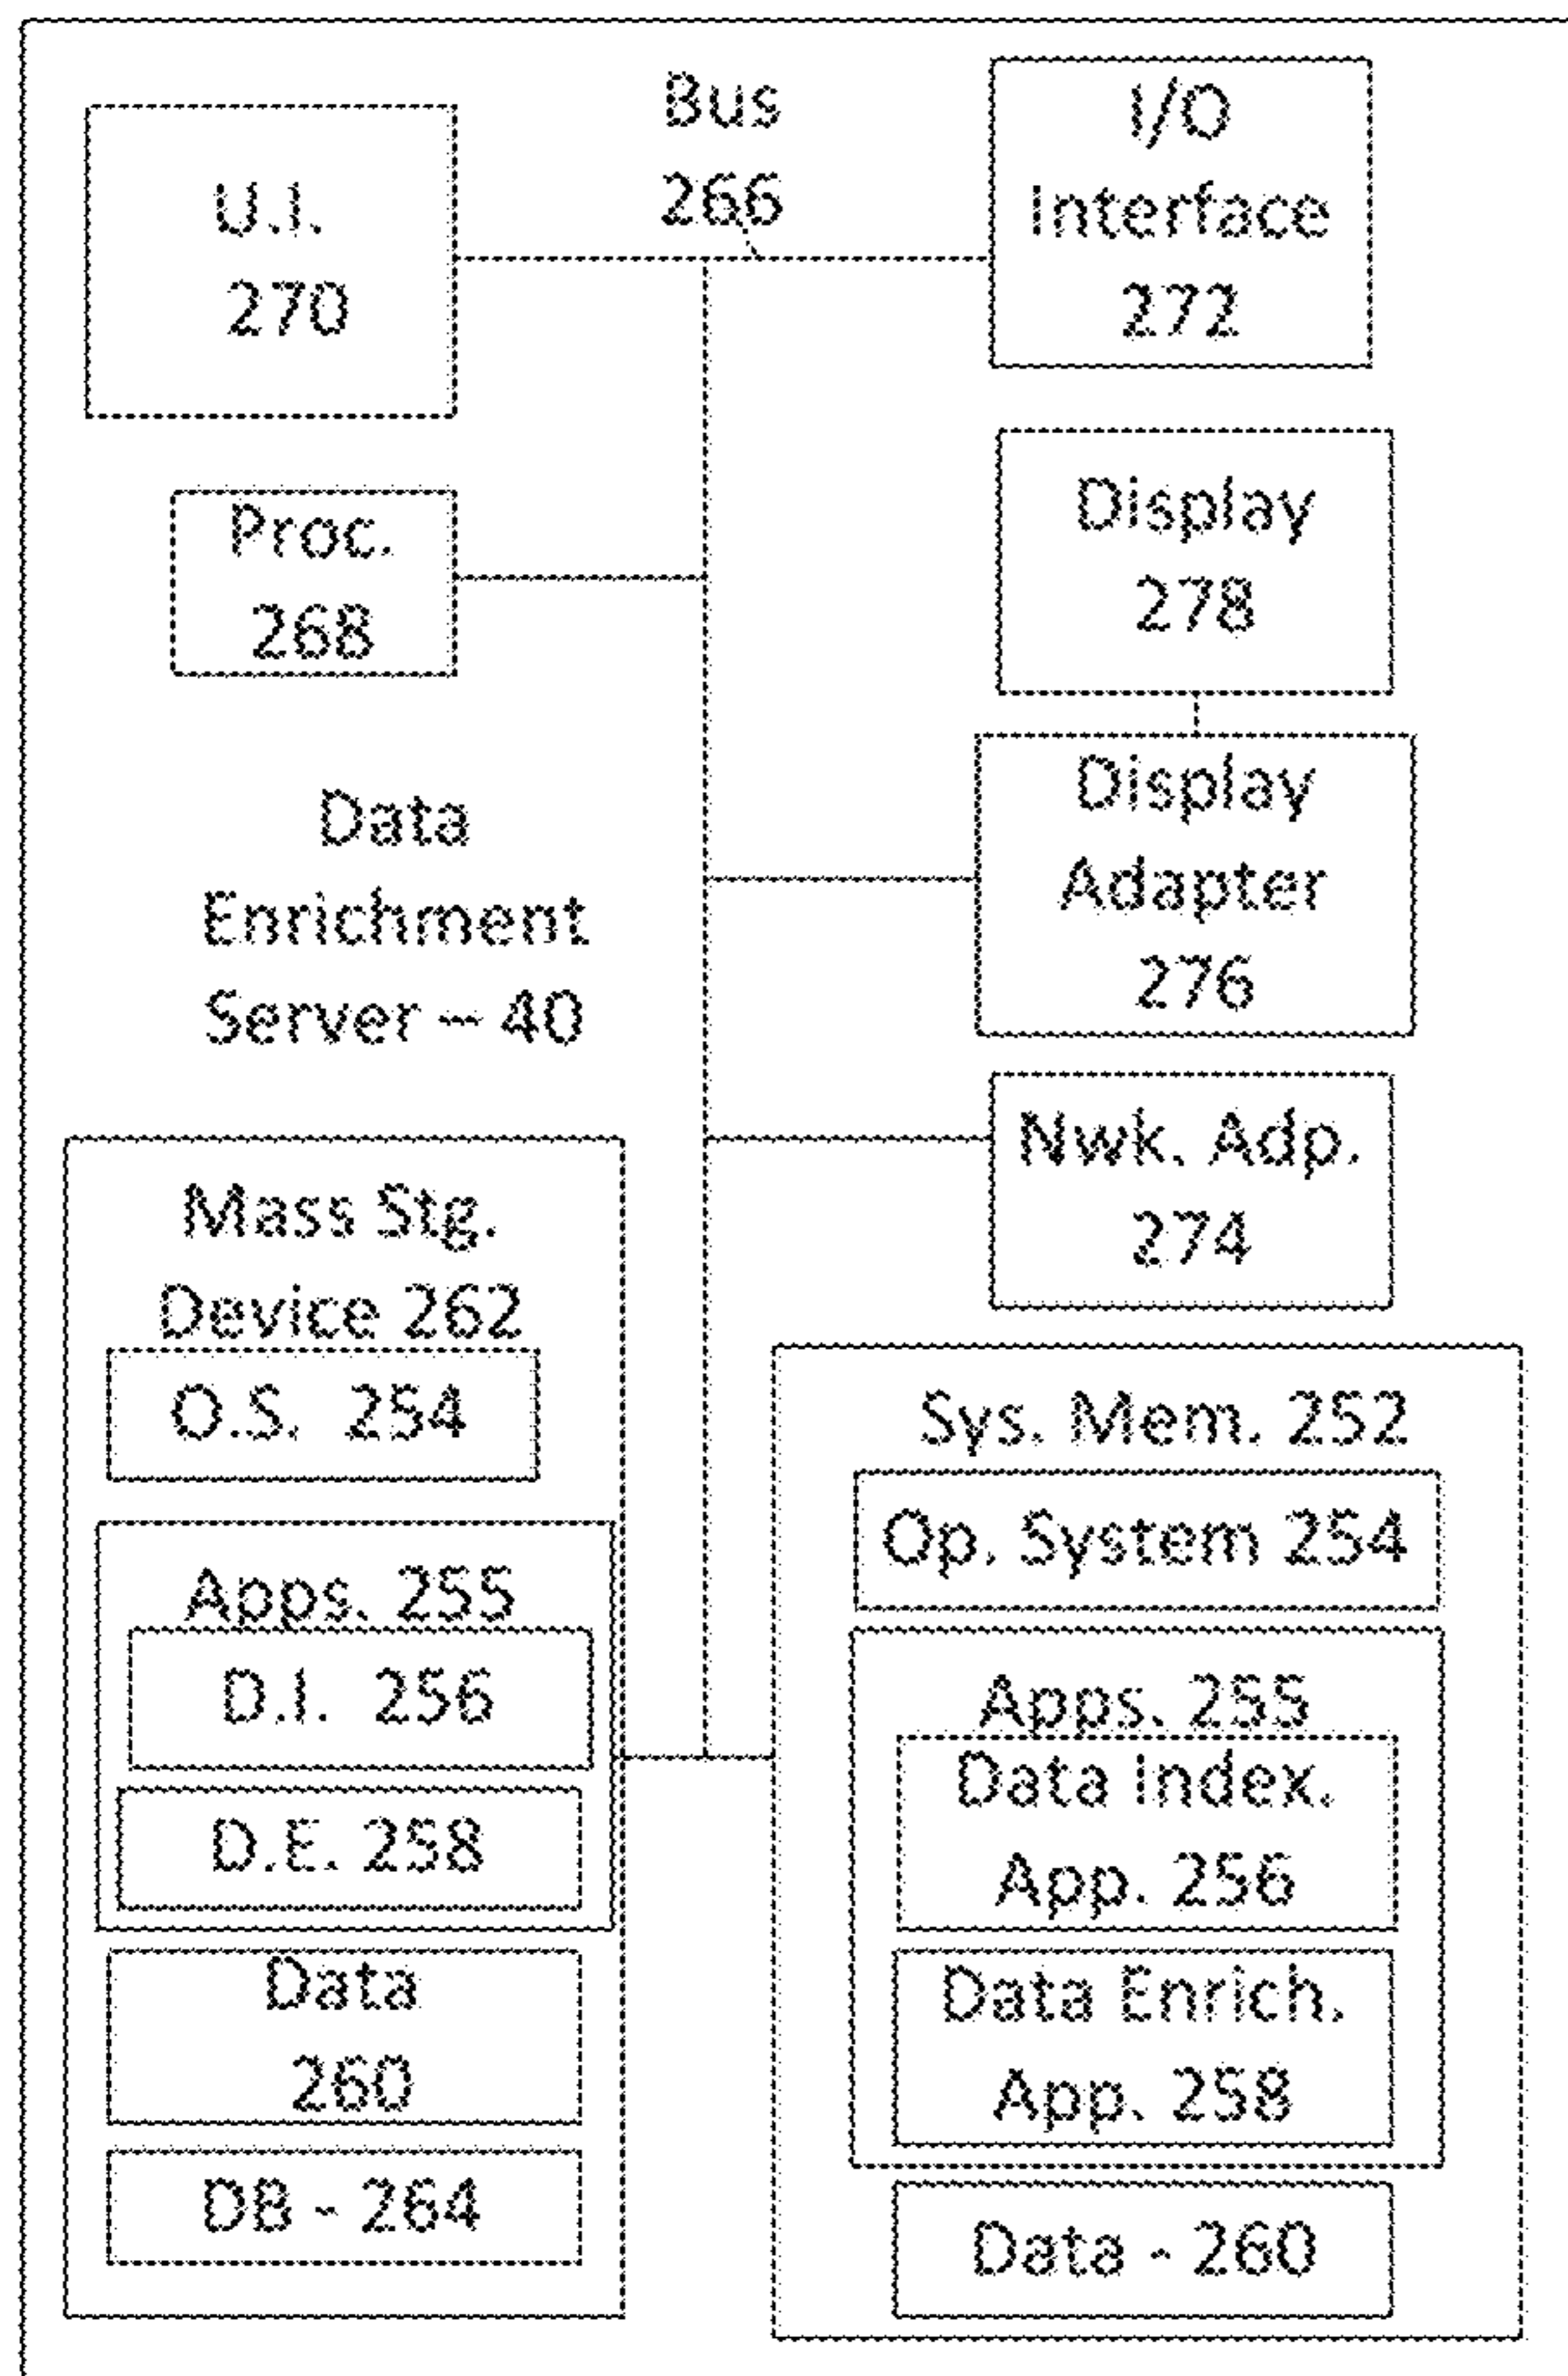 U.I.
270
Bus
266
I/O
Interface
272
Proc.
268
Display
278
Data
Enrichment
Server – 40
Display
Adapter
276
Nwk. Adp.
274
Mass Stg.
Device 262
O.S. 254
Apps. 255
D.I. 256
D.E. 258
Data
260
DB - 264
Sys. Mem. 252
Op. System 254
Apps. 255
Data Index.
App. 256
Data Enrich.
App. 258
Data - 260